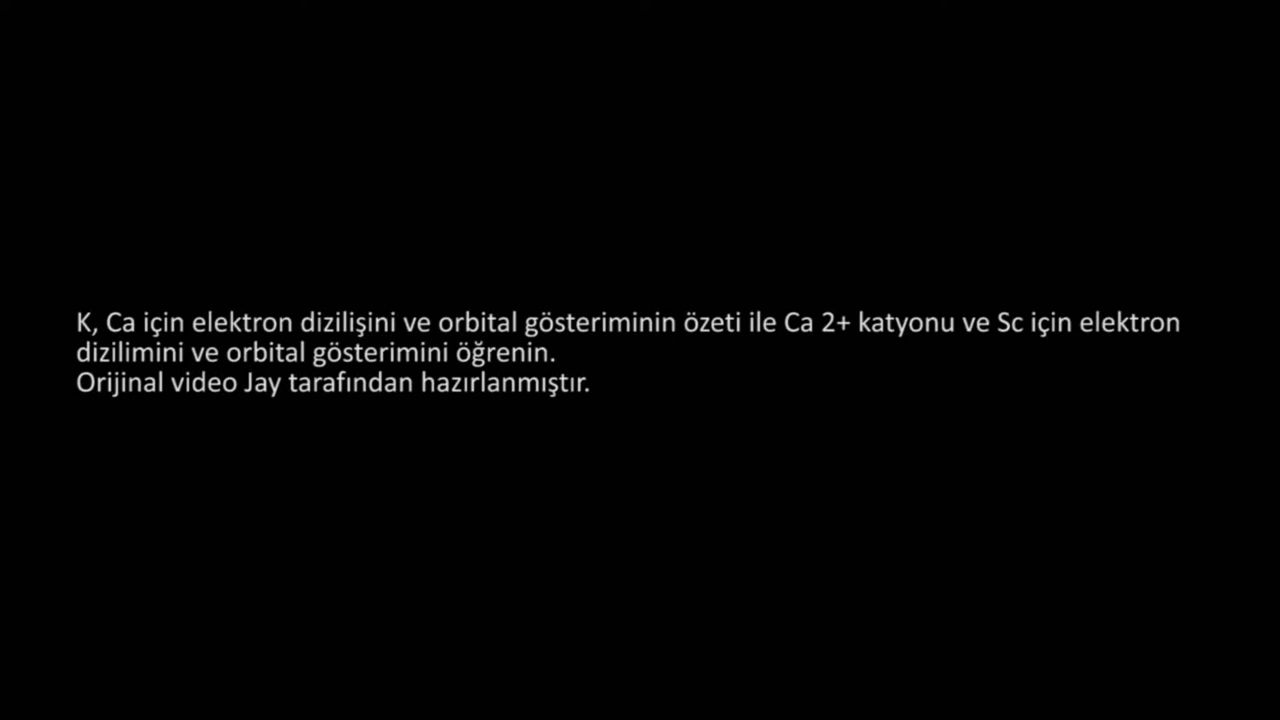 K, Ca için elektron dizilişini ve orbital gösteriminin özeti ile Ca 2+ katyonu ve Sc için elektron
dizilimini ve orbital gösterimini öğrenin.
Orijinal video Jay tarafından hazırlanmıştır.